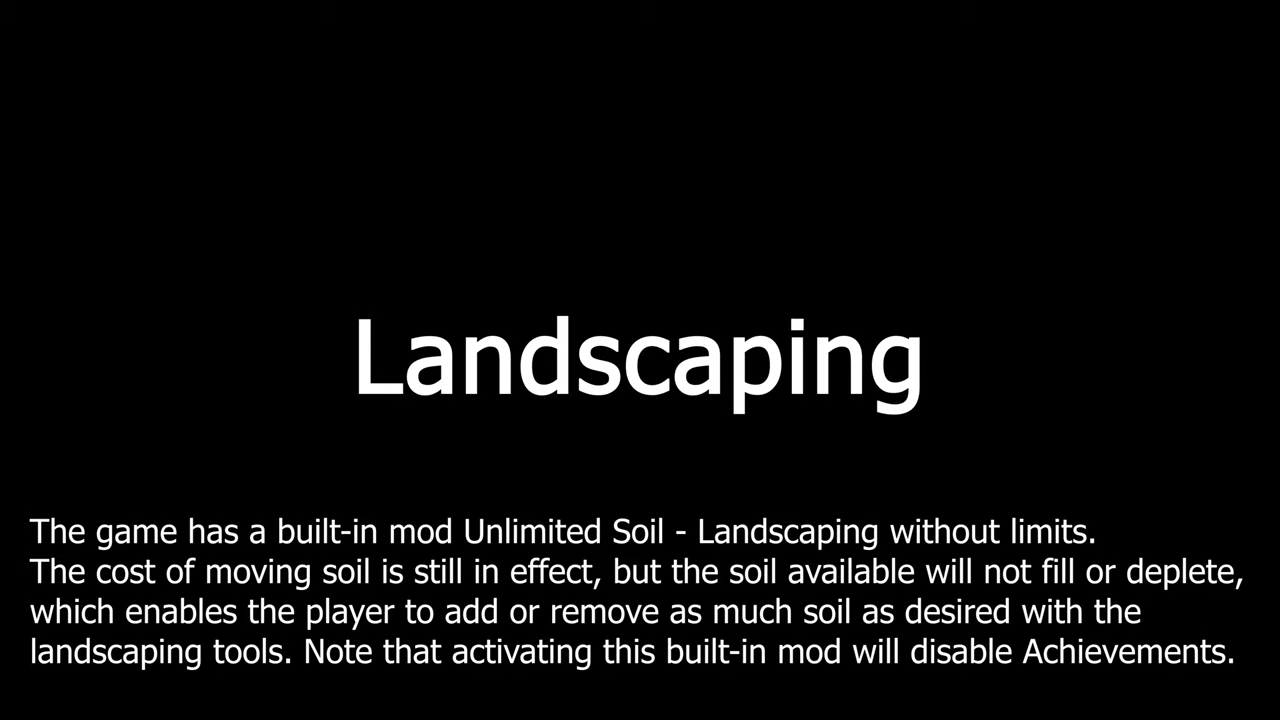 Landscaping
The game has a built-in mod Unlimited Soil - Landscaping without limits.
The cost of moving soil is still in effect, but the soil available will not fill or deplete,
which enables the player to add or remove as much soil as desired with the
landscaping tools. Note that activating this built-in mod will disable Achievements.